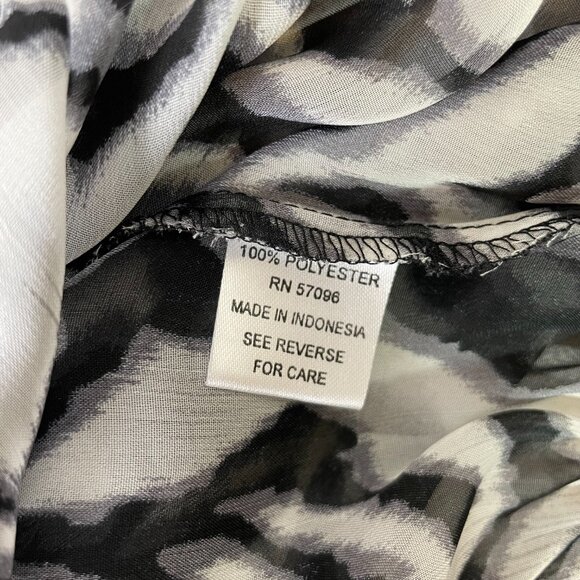 100% POLYESTER
RN 57096
MADE IN INDONESIA
SEE REVERSE
FOR CARE